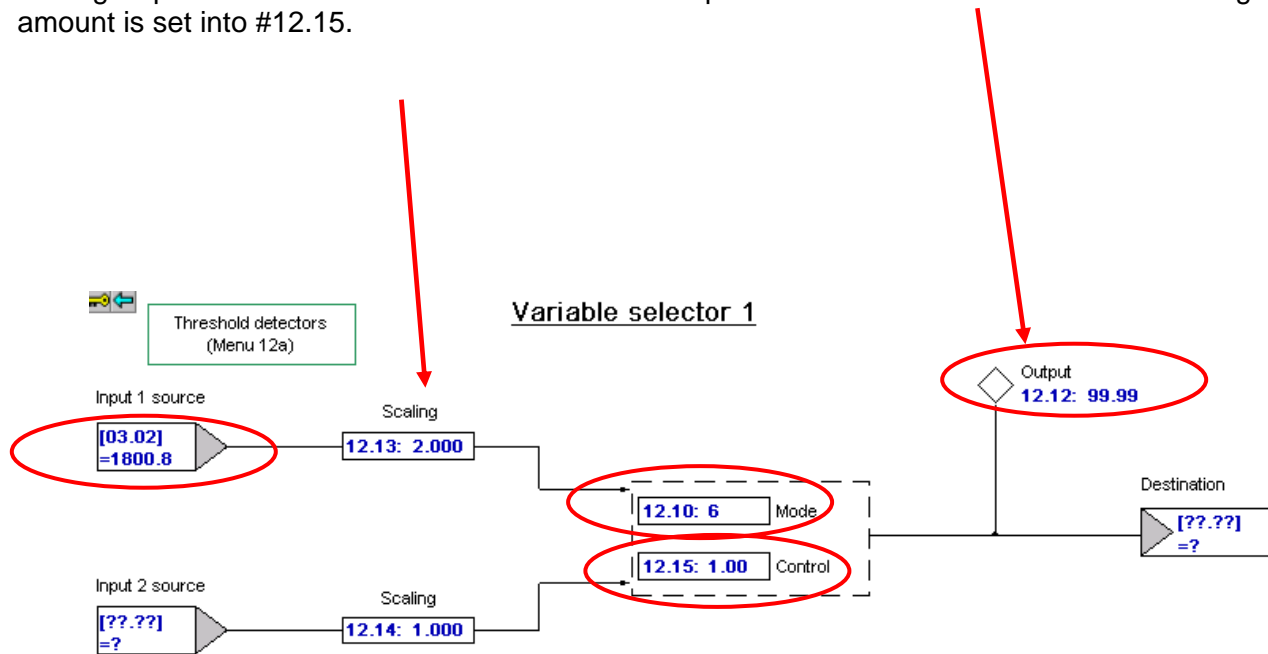 amount is set into #12.15.
Threshold detectors
(Menu 12a)
Variable selector 1
Output
12.12: 99.99
Input 1 source
Scaling
[03.02]
=1800.8
12.13: 2.000
Destination
12.10: 6 Mode
[??.??]
=?
12.15: 1.00 Control
Input 2 source
Scaling
[??.??]
=?
12.14: 1.000